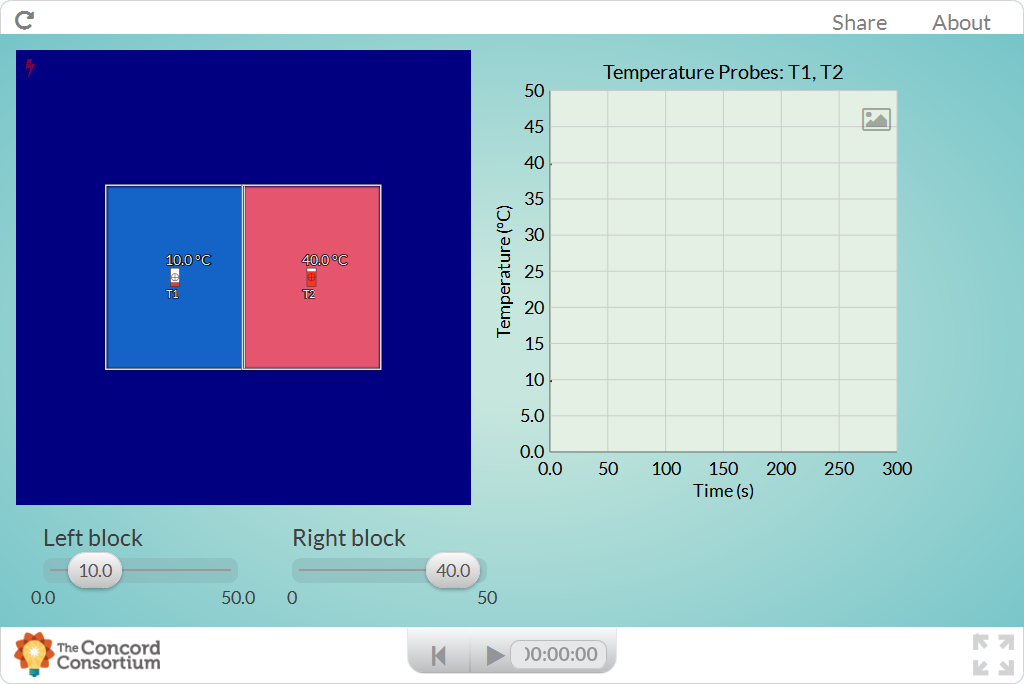 Share About
Temperature Probes: T1, T2
50
45
40
35
30
25
20
15
10
5.0
0.0
Temperature (°C)
0.0 50 100 150 200 250 300
Time (s)
10.0 °C
40.0 °C
T1
T2
Left block
10.0
0.0 50.0
Right block
40.0
0 50
The Concord
Consortium
00:00:00